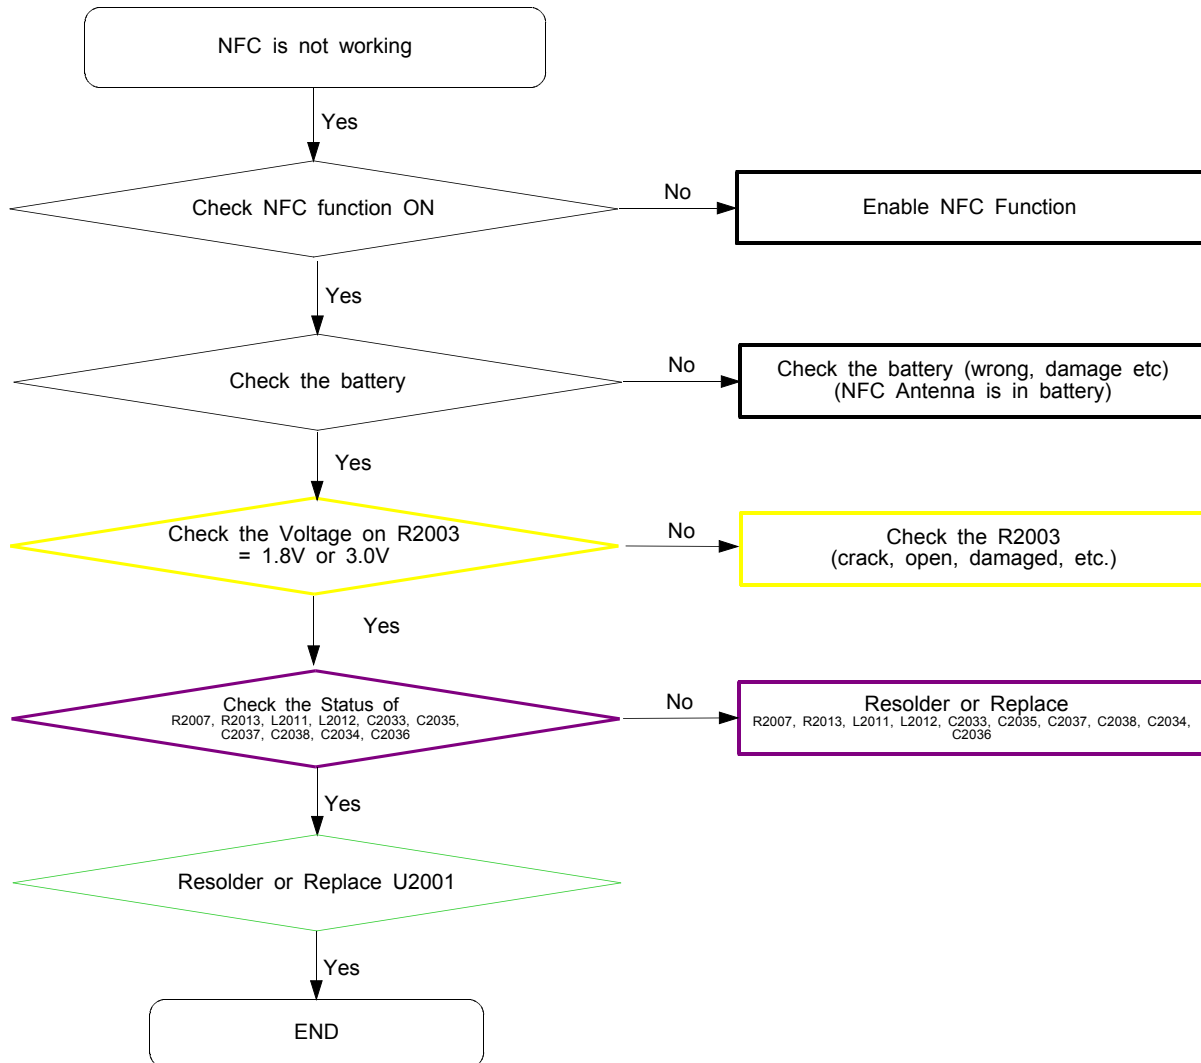 NFC is not working
Yes
Check NFC function ON
No
Enable NFC Function
Yes
Check the battery
No
Check the battery (wrong, damage etc)
(NFC Antenna is in battery)
Yes
Check the Voltage on R2003
= 1.8V or 3.0V
No
Check the R2003
(crack, open, damaged, etc.)
Yes
Check the Status of
R2007, R2013, L2011, L2012, C2033, C2035,
C2037, C2038, C2034, C2036
No
Resolder or Replace
R2007, R2013, L2011, L2012, C2033, C2035, C2037, C2038, C2034,
C2036
Yes
Resolder or Replace U2001
Yes
END